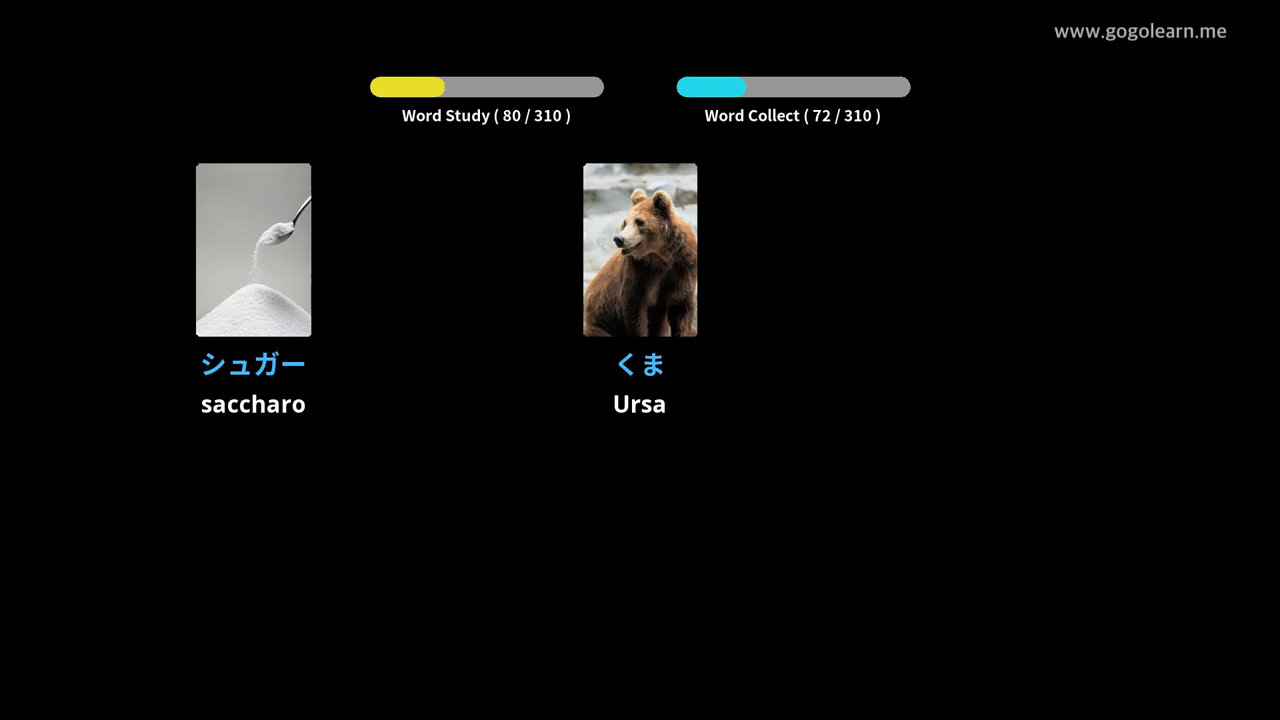 www.gogolearn.me
Word Study ( 80 / 310 )
Word Collect ( 72 / 310 )
シュガー
saccharo
くま
Ursa